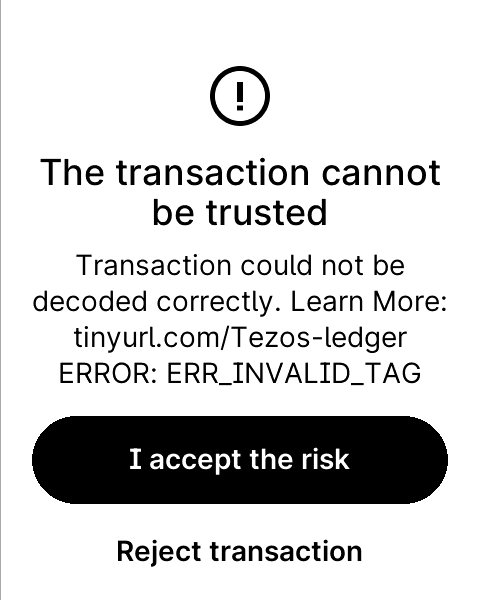 The transaction cannot
be trusted
Transaction could not be
decoded correctly. Learn More:
tinyurl.com/Tezos-ledger
ERROR: ERR_INVALID_TAG
I accept the risk
Reject transaction